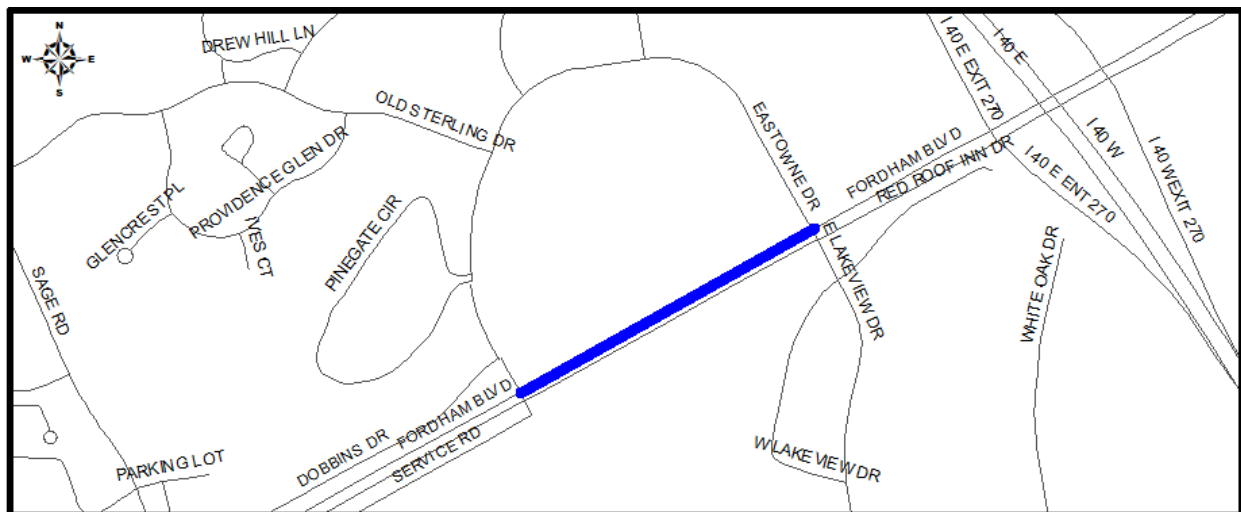 N
W E
S
DREW HILL LN
OLD STERLING DR
PROVIDENCE GLEN DR
GLENCREST PL
IVES CT
PINEGATE CIR
SAGE RD
EASTOWNE DR
FORDHAM BLVD
RED ROOF INN DR
I 40 E EXIT 270
I 40 E
I 40 W
I 40 WEXIT 270
I 40 E ENT 270
E LAKEVIEW DR
WHITE OAK DR
W LAKEVIEW DR
FORDHAM BLVD
DOBBINS DR
SERVICE RD
PARKING LOT